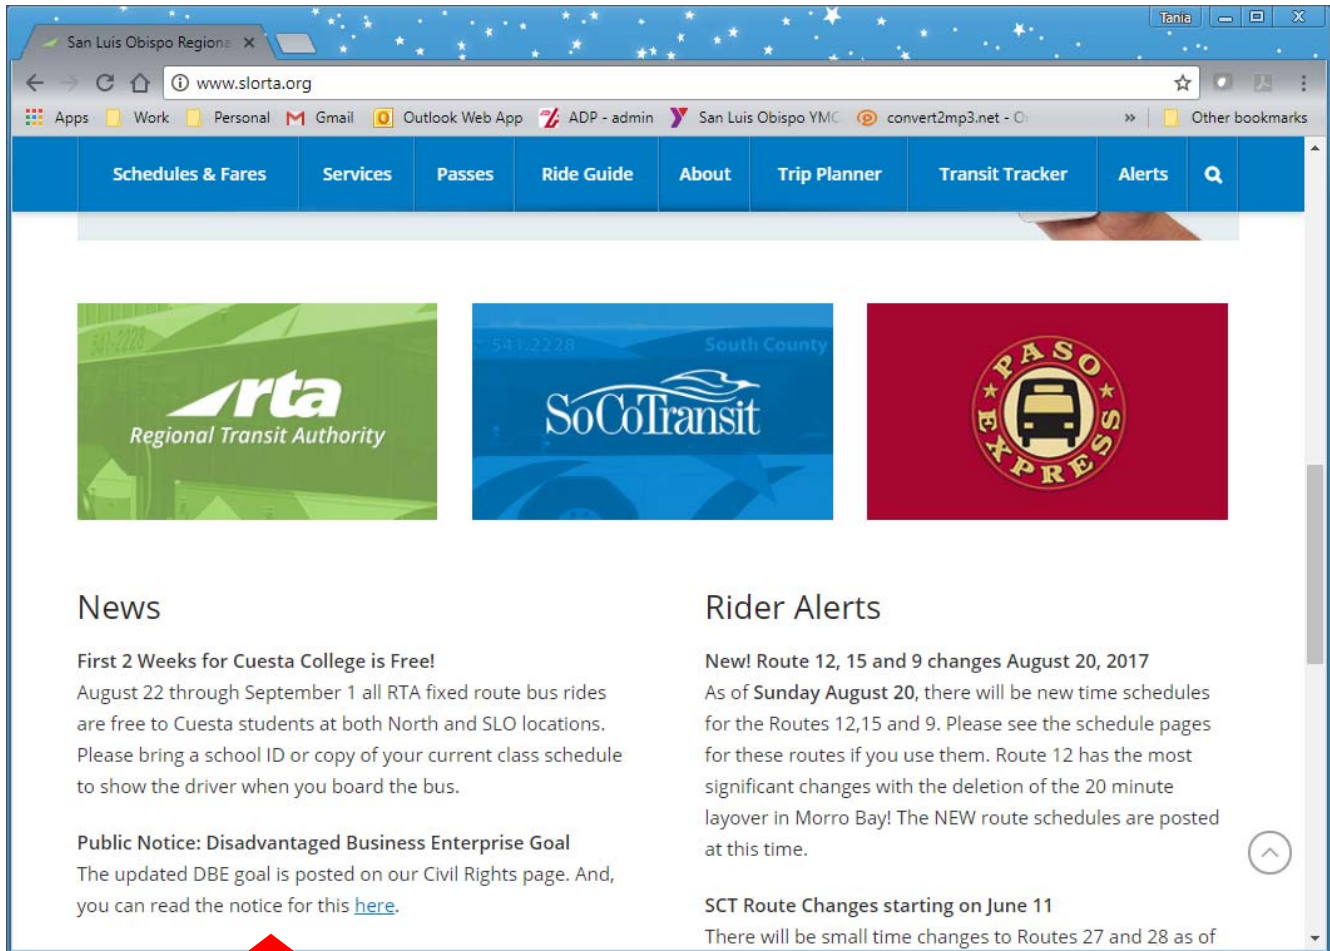 Tania
San Luis Obispo Regiona
www.slorta.org
Apps Work Personal Gmail Outlook Web App ADP - admin San Luis Obispo YMC convert2mp3.net - O » Other bookmarks
Schedules & Fares Services Passes Ride Guide About Trip Planner Transit Tracker Alerts
541-2228
rta
Regional Transit Authority
541.2228 South County
SoCoTransit
PASO
EXPRESS
News
First 2 Weeks for Cuesta College is Free!
August 22 through September 1 all RTA fixed route bus rides
are free to Cuesta students at both North and SLO locations.
Please bring a school ID or copy of your current class schedule
to show the driver when you board the bus.
Public Notice: Disadvantaged Business Enterprise Goal
The updated DBE goal is posted on our Civil Rights page. And,
you can read the notice for this here.
Rider Alerts
New! Route 12, 15 and 9 changes August 20, 2017
As of Sunday August 20, there will be new time schedules
for the Routes 12,15 and 9. Please see the schedule pages
for these routes if you use them. Route 12 has the most
significant changes with the deletion of the 20 minute
layover in Morro Bay! The NEW route schedules are posted
at this time.
SCT Route Changes starting on June 11
There will be small time changes to Routes 27 and 28 as of